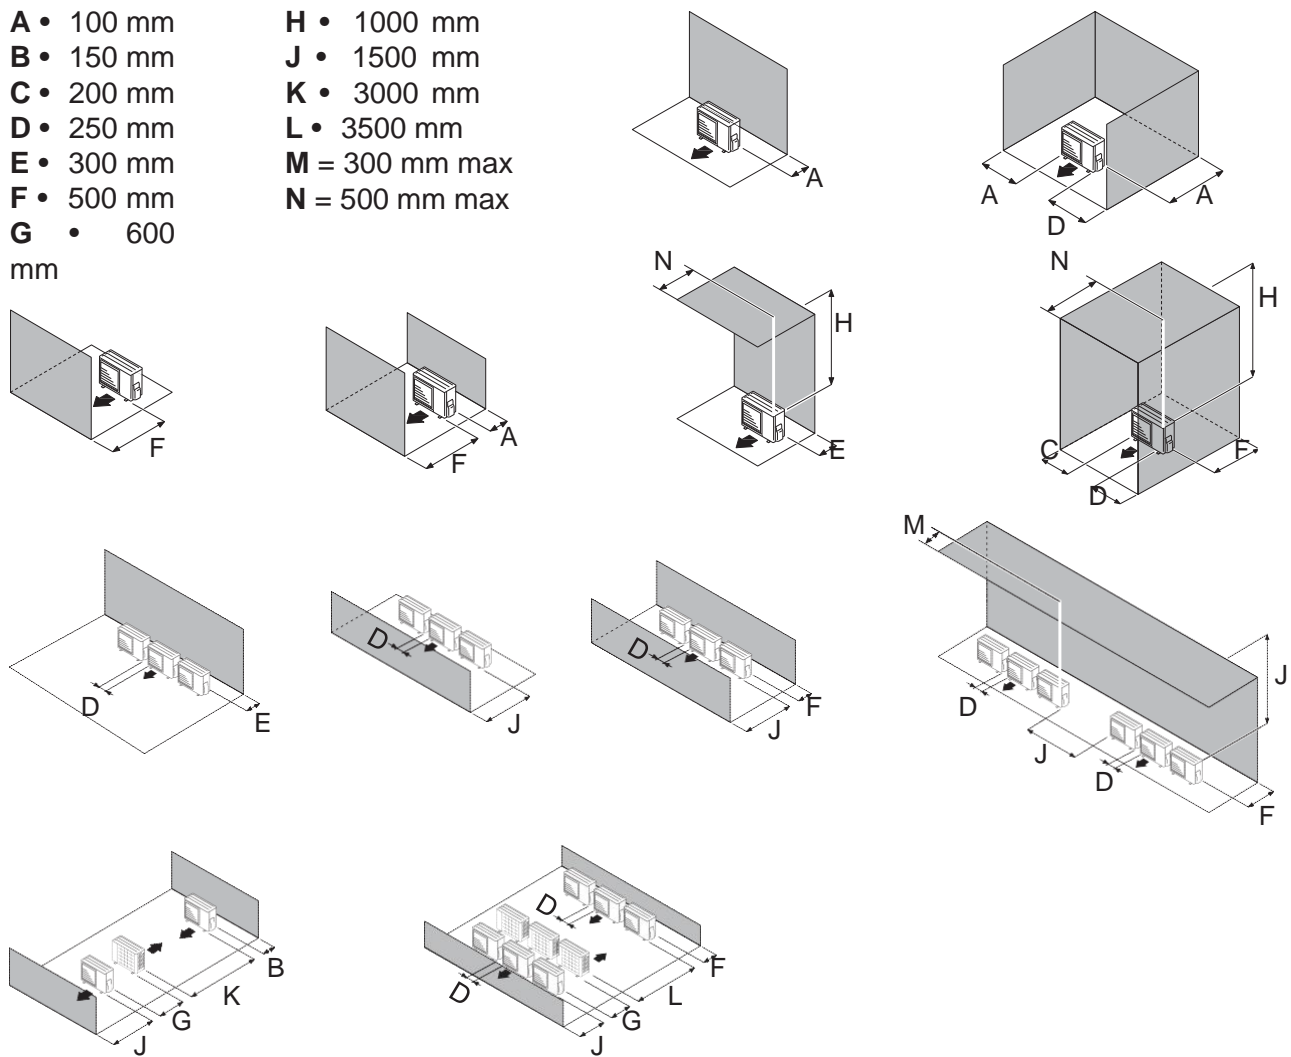 A • 100 mm
B • 150 mm
C • 200 mm
D • 250 mm
E • 300 mm
F • 500 mm
G • 600
mm
H • 1000 mm
J • 1500 mm
K • 3000 mm
L • 3500 mm
M = 300 mm max
N = 500 mm max
A
A
D
A
F
F
A
N
H
E
N
H
C
D
F
D
E
D
J
D
J
F
M
D
J
D
J
F
J
G
K
B
D
D
J
G
L
F